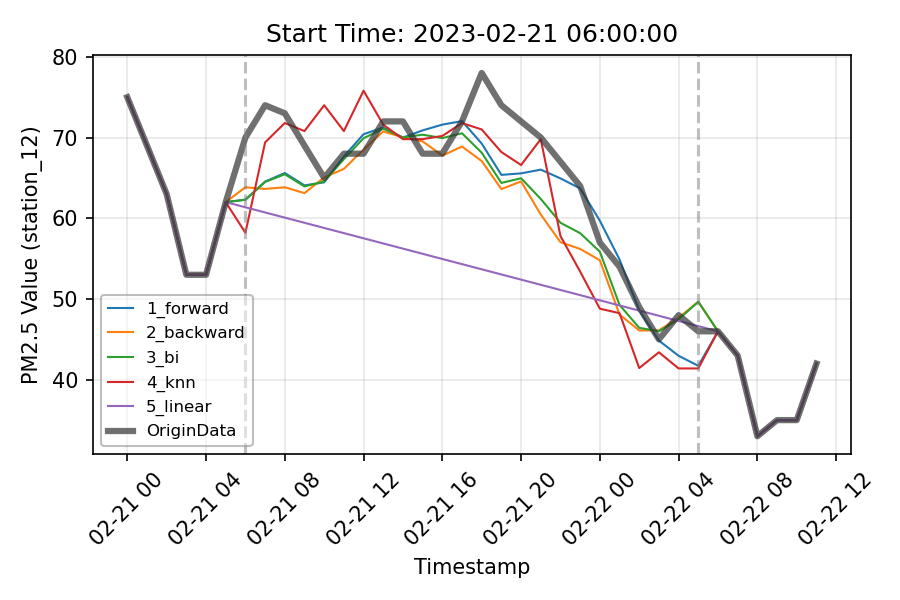 Start Time: 2023-02-21 06:00:00
PM2.5 Value (station_12)
80
70
60
50
40
1_forward
2_backward
3_bi
4_knn
5_linear
OriginData
02-21 00
02-21 04
02-21 08
02-21 12
02-21 16
02-21 20
02-22 00
02-22 04
02-22 08
02-22 12
Timestamp